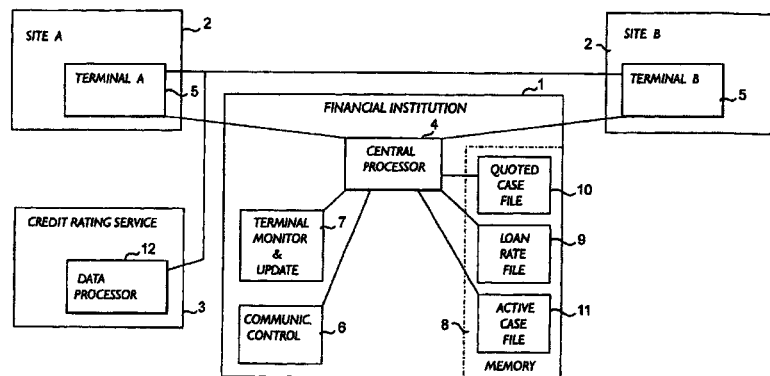 SITE A
2
TERMINAL A
5
2
SITE B
TERMINAL B
5
1
FINANCIAL INSTITUTION
4
CENTRAL
PROCESSOR
QUOTED
CASE
FILE
10
CREDIT RATING SERVICE
12
DATA
PROCESSOR
3
TERMINAL
MONITOR
&
UPDATE
7
LOAN
RATE
FILE
9
COMMUNIC.
CONTROL
6
8
ACTIVE
CASE
FILE
11
MEMORY